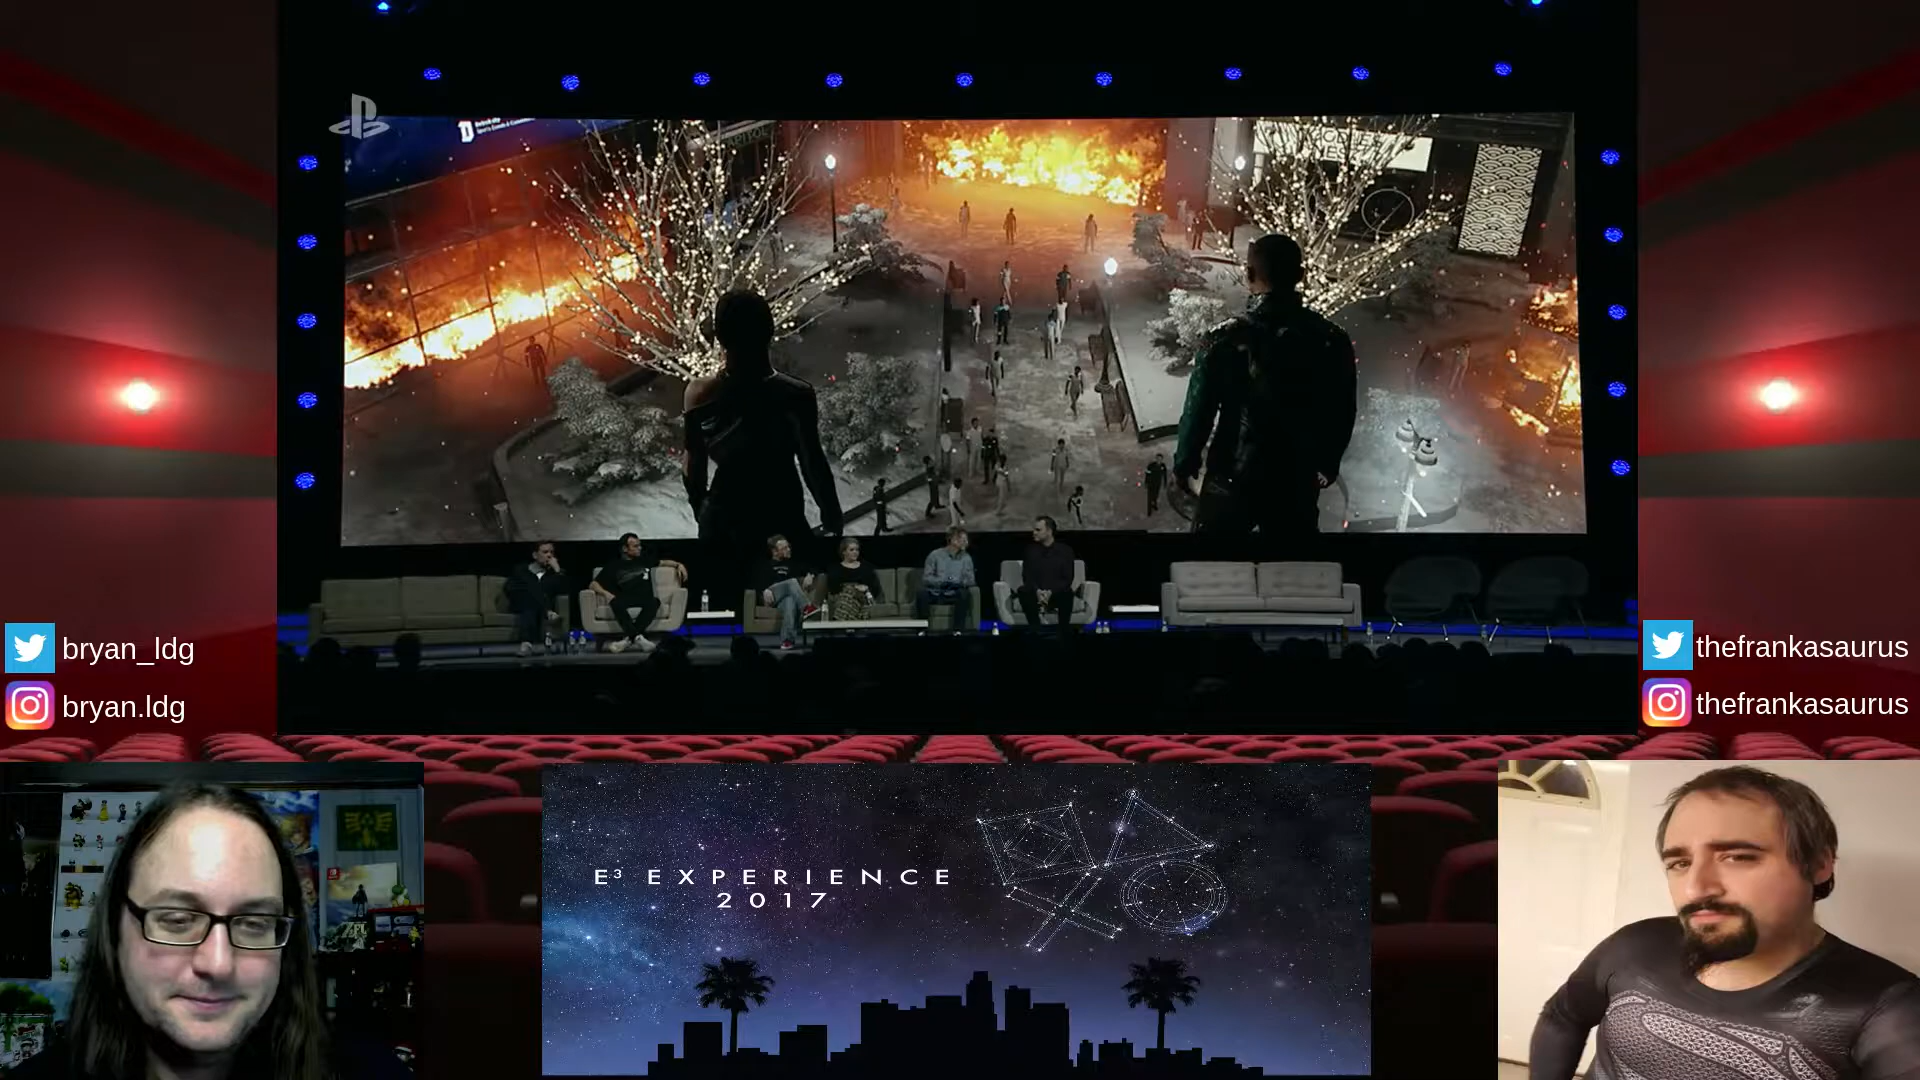 bryan_ldg
bryan.ldg
thefrankasaurus
thefrankasaurus
E³ EXPERIENCE
2017